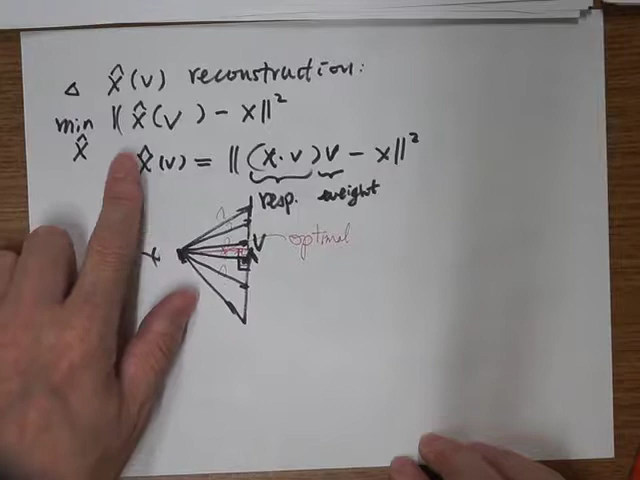 △ x̂(v) reconstruction:
min ‖ x̂(v) - x‖²
x̂
x̂(v) = ‖(x·v)v - x‖²
resp. weight
v optimal
x